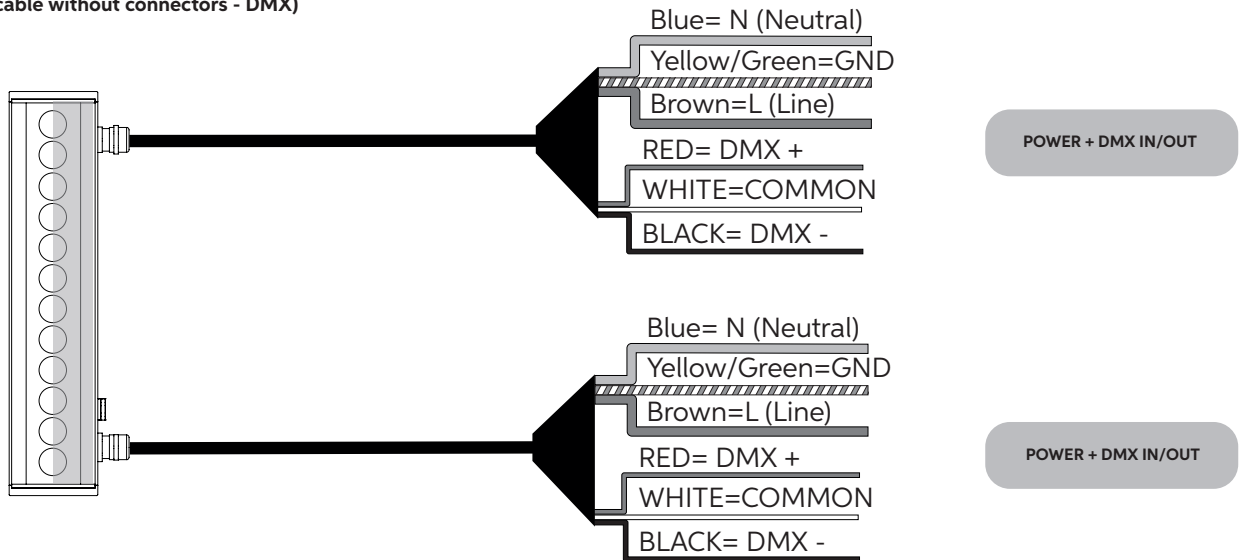 cable without connectors - DMX)
Blue= N (Neutral)
Yellow/Green=GND
Brown=L (Line)
RED= DMX +
WHITE=COMMON
BLACK= DMX -
POWER + DMX IN/OUT
Blue= N (Neutral)
Yellow/Green=GND
Brown=L (Line)
RED= DMX +
WHITE=COMMON
BLACK= DMX -
POWER + DMX IN/OUT